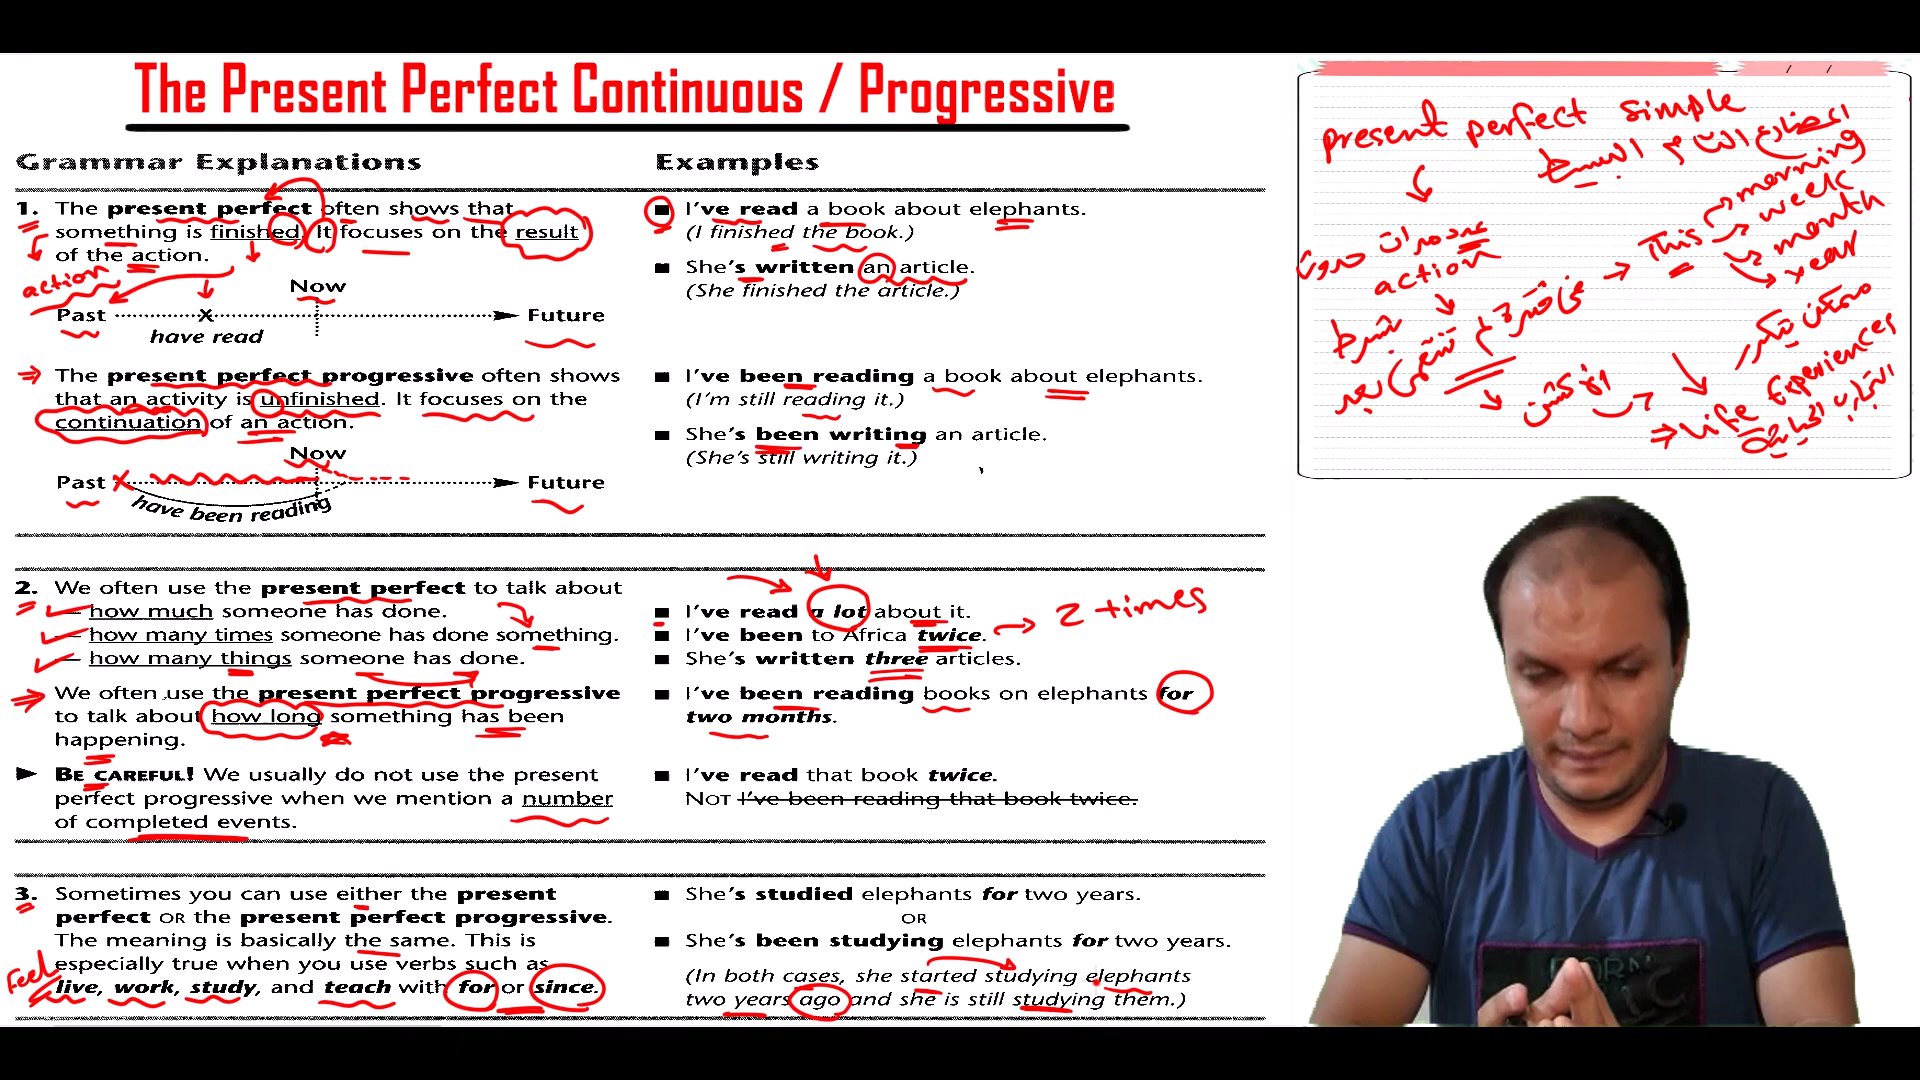 The Present Perfect Continuous / Progressive
Grammar Explanations
Examples
1. The present perfect often shows that
something is finished. It focuses on the result
of the action.
action
Now
Past
Future
have read
■ I've read a book about elephants.
(I finished the book.)
■ She's written an article.
(She finished the article.)
The present perfect progressive often shows
that an activity is unfinished. It focuses on the
continuation of an action.
Now
Past
Future
have been reading
■ I've been reading a book about elephants.
(I'm still reading it.)
■ She's been writing an article.
(She's still writing it.)
2. We often use the present perfect to talk about
— how much someone has done.
— how many times someone has done something.
— how many things someone has done.
■ I've read a lot about it.
■ I've been to Africa twice.
2 times
■ She's written three articles.
We often use the present perfect progressive
to talk about how long something has been
happening.
■ I've been reading books on elephants for
two months.
► BE CAREFUL! We usually do not use the present
perfect progressive when we mention a number
of completed events.
■ I've read that book twice.
NOT I've been reading that book twice.
3. Sometimes you can use either the present
perfect OR the present perfect progressive.
The meaning is basically the same. This is
especially true when you use verbs such as
Feel
live, work, study, and teach with for or since.
■ She's studied elephants for two years.
OR
■ She's been studying elephants for two years.
(In both cases, she started studying elephants
two years ago and she is still studying them.)
present perfect simple
المضارع التام البسيط
عدد مرات حدوث
action
شرط
فى فترة لم تنتهى بعد
This
morning
week
month
year
ممكن تتكرر
الأكشن
Life Experiences
التجارب الحياتية